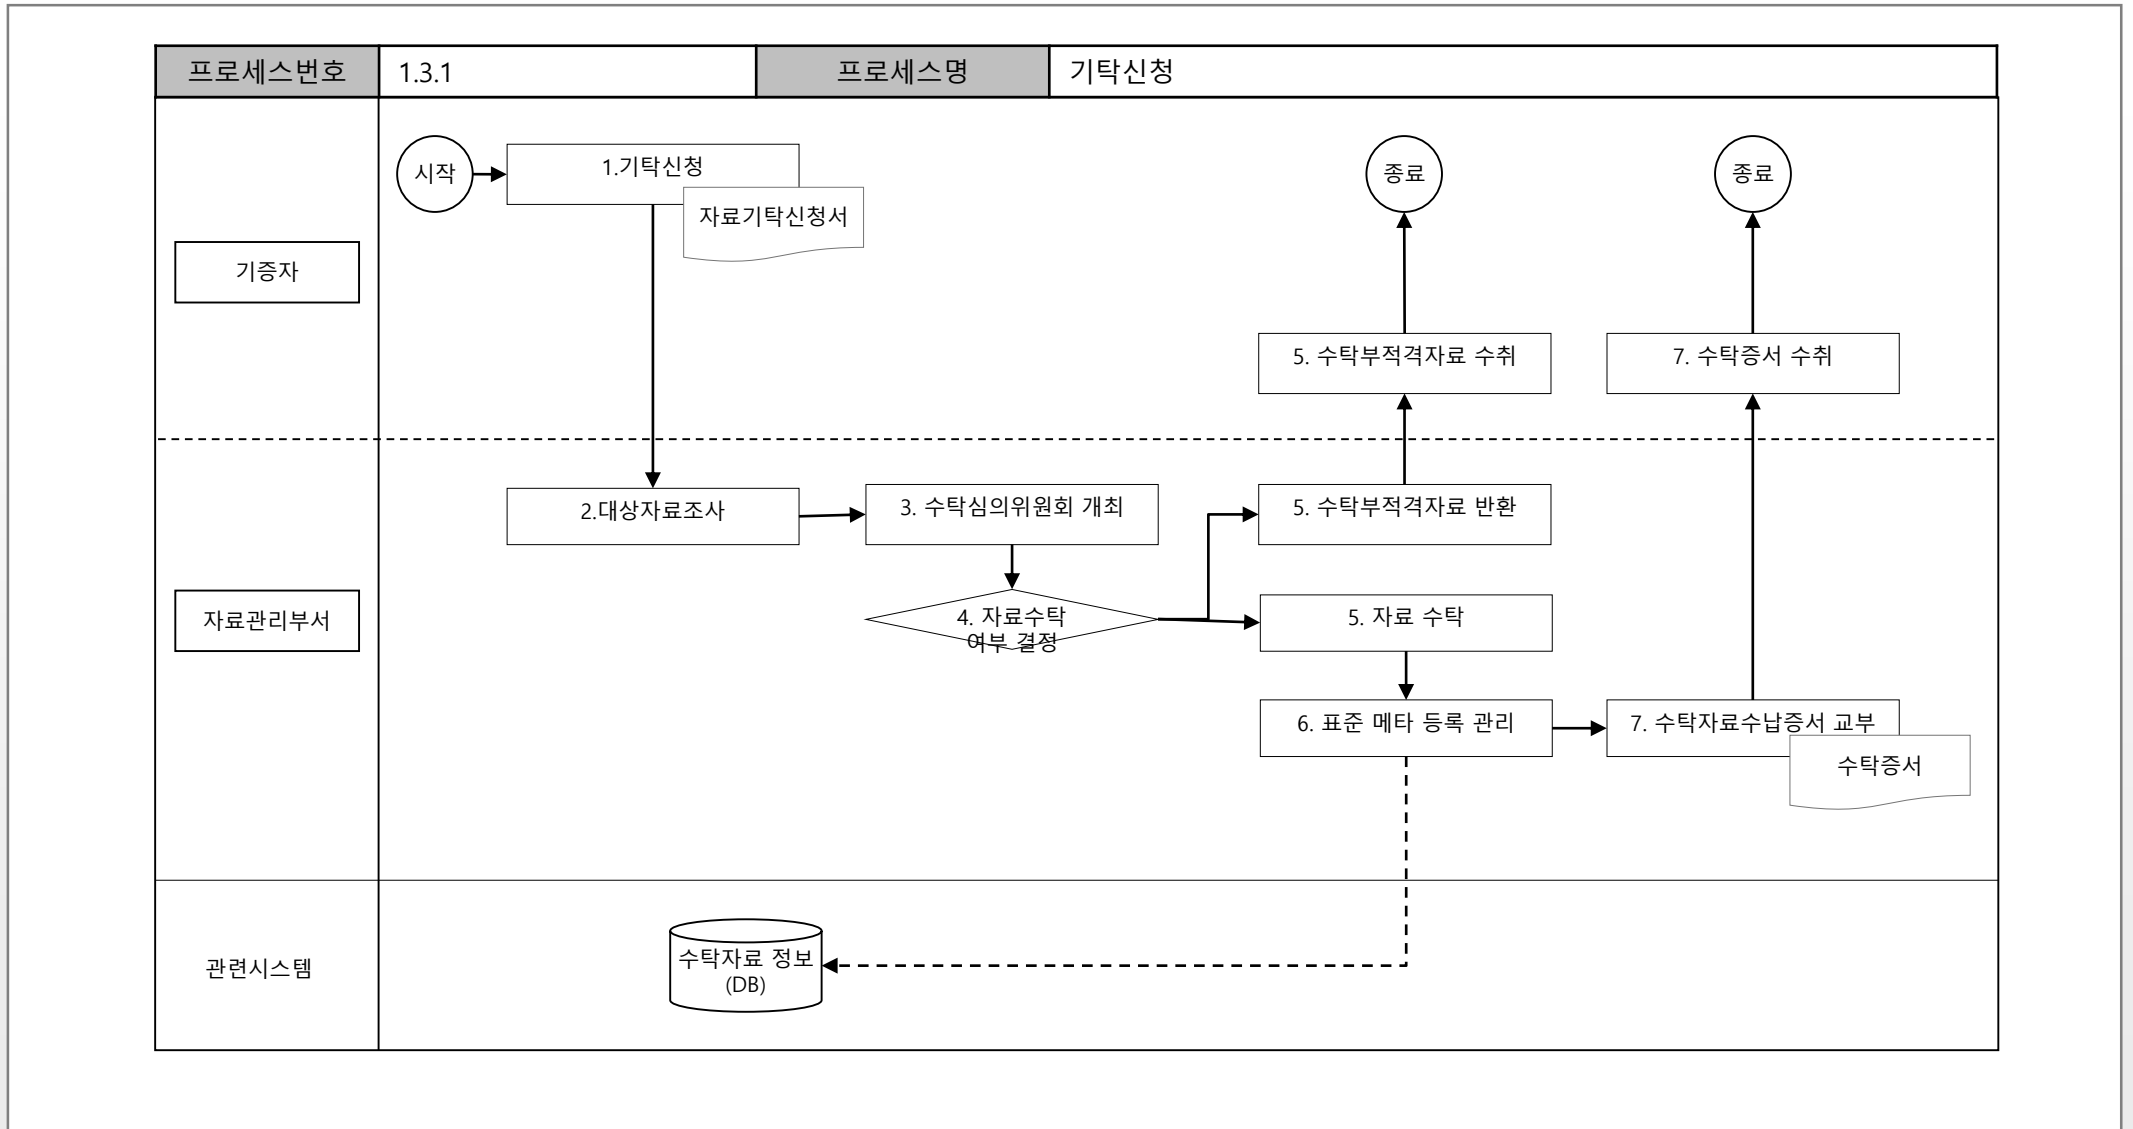 프로세스번호
1.3.1
프로세스명
기탁신청
시작
1.기탁신청
자료기탁신청서
종료
종료
기증자
5. 수탁부적격자료 수취
7. 수탁증서 수취
2.대상자료조사
3. 수탁심의위원회 개최
5. 수탁부적격자료 반환
자료관리부서
4. 자료수탁
여부 결정
5. 자료 수탁
6. 표준 메타 등록 관리
7. 수탁자료수납증서 교부
수탁증서
관련시스템
수탁자료 정보
(DB)